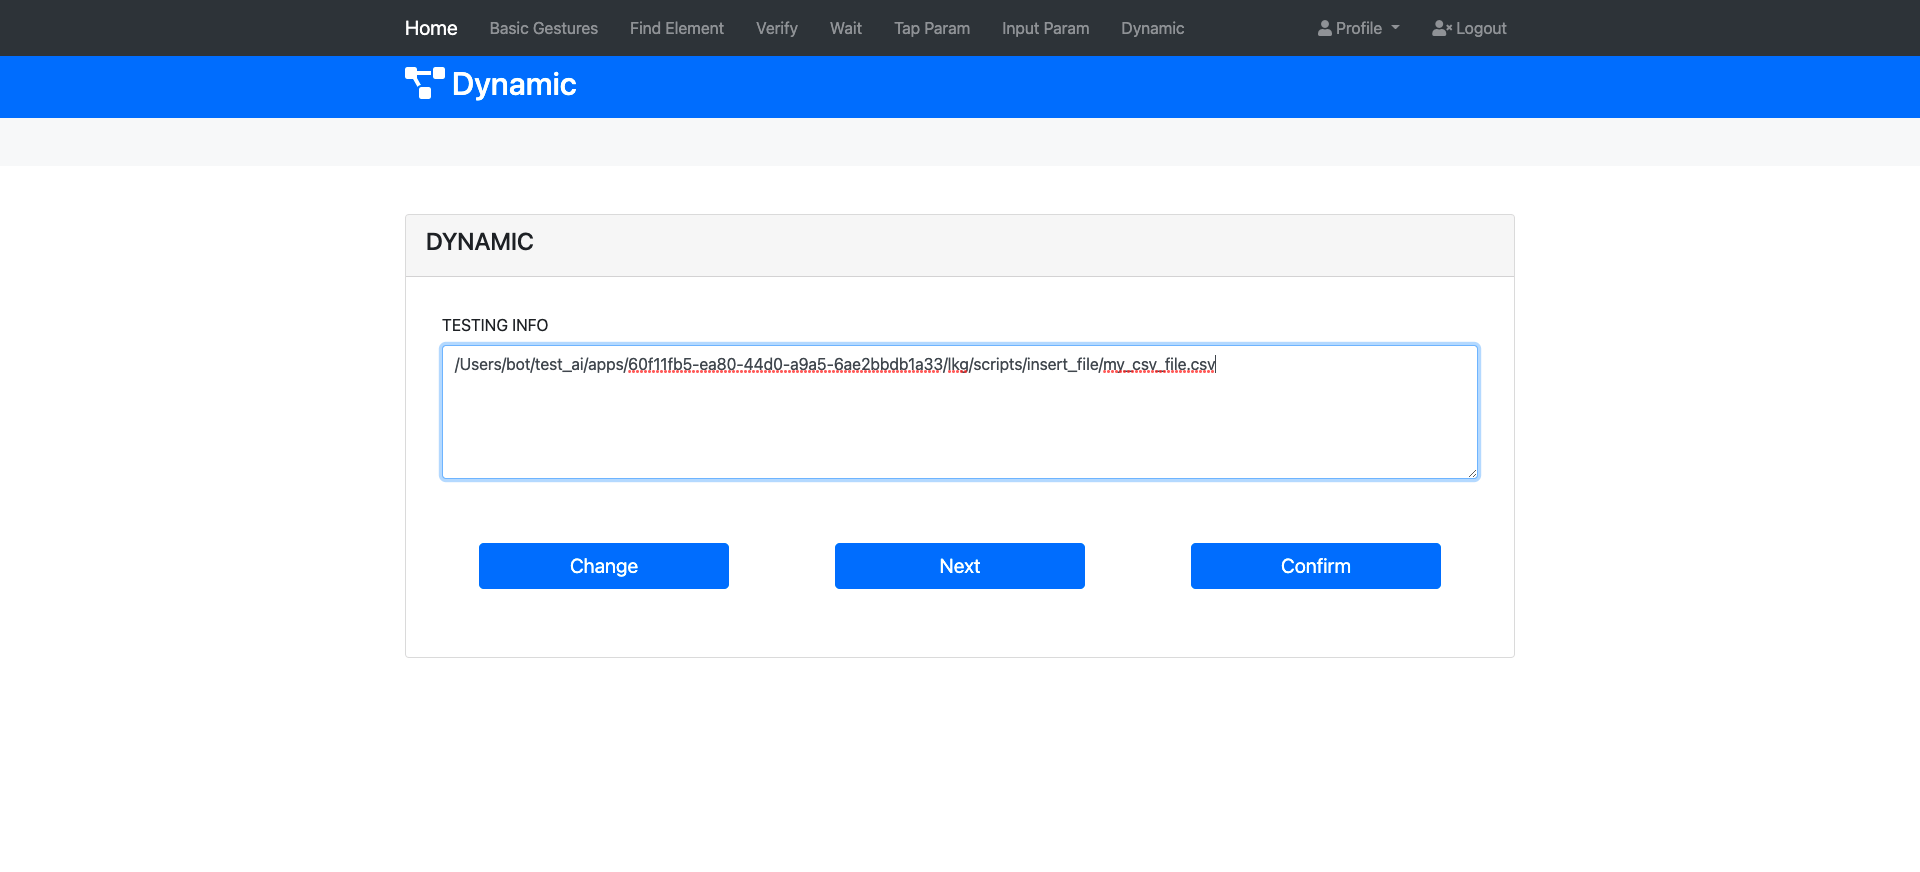 Home Basic Gestures Find Element Verify Wait Tap Param Input Param Dynamic Profile Logout
Dynamic
DYNAMIC
TESTING INFO
/Users/bot/test_ai/apps/60f11fb5-ea80-44d0-a9a5-6ae2bbdb1a33/lkg/scripts/insert_file/my_csv_file.csv
Change Next Confirm